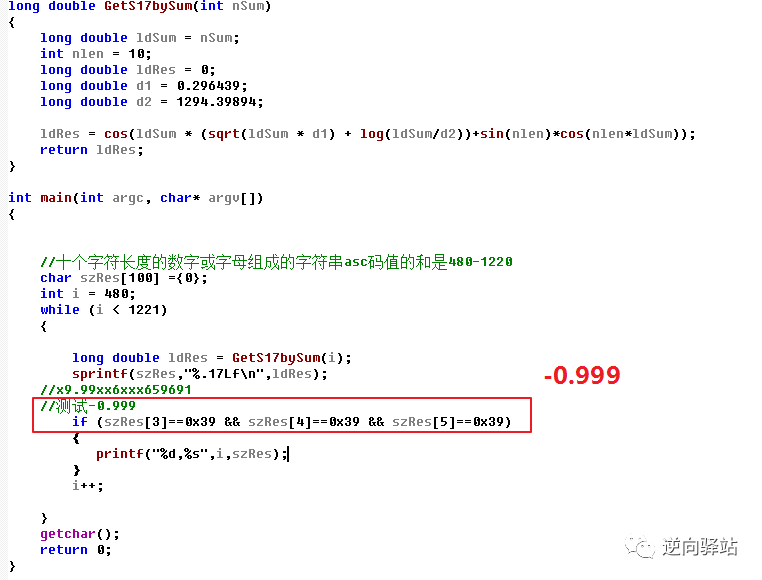 long double GetS17bySum(int nSum)
{
long double ldSum = nSum;
int nlen = 10;
long double ldRes = 0;
long double d1 = 0.296439;
long double d2 = 1294.39894;
ldRes = cos(ldSum * (sqrt(ldSum * d1) + log(ldSum/d2))+sin(nlen)*cos(nlen*ldSum));
return ldRes;
}
int main(int argc, char* argv[])
{
//十个字符长度的数字或字母组成的字符串asc码值的和是480-1220
char szRes[100] ={0};
int i = 480;
while (i < 1221)
{
long double ldRes = GetS17bySum(i);
sprintf(szRes,"%.17Lf\n",ldRes);
//x9.99xx6xxx659691
//测试-0.999
if (szRes[3]==0x39 && szRes[4]==0x39 && szRes[5]==0x39)
{
printf("%d,%s",i,szRes);
}
i++;
}
getchar();
return 0;
}
-0.999
逆向驿站